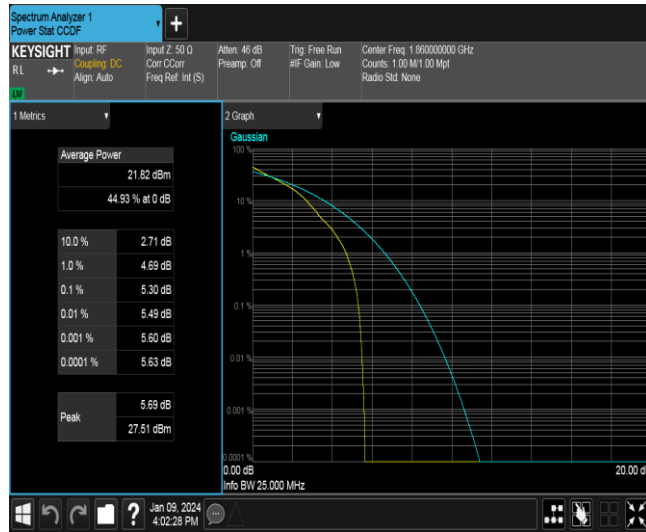 Spectrum Analyzer 1
Power Stat CCDF
+
KEYSIGHT
RL
LXI
Input: RF
Coupling: DC
Align: Auto
Input Z: 50 Ω
Corr CCorr
Freq Ref: Int (S)
Atten: 46 dB
Preamp: Off
Trig: Free Run
#IF Gain: Low
Center Freq: 1.860000000 GHz
Counts: 1.00 M/1.00 Mpt
Radio Std: None
1 Metrics
Average Power
21.82 dBm
44.93 % at 0 dB
10.0 % 2.71 dB
1.0 % 4.69 dB
0.1 % 5.30 dB
0.01 % 5.49 dB
0.001 % 5.60 dB
0.0001 % 5.63 dB
Peak
5.69 dB
27.51 dBm
2 Graph
Gaussian
100 %
10 %
1 %
0.1 %
0.01 %
0.001 %
0.0001 %
0.00 dB
20.00 d
Info BW 25.000 MHz
?
Jan 09, 2024
4:02:28 PM